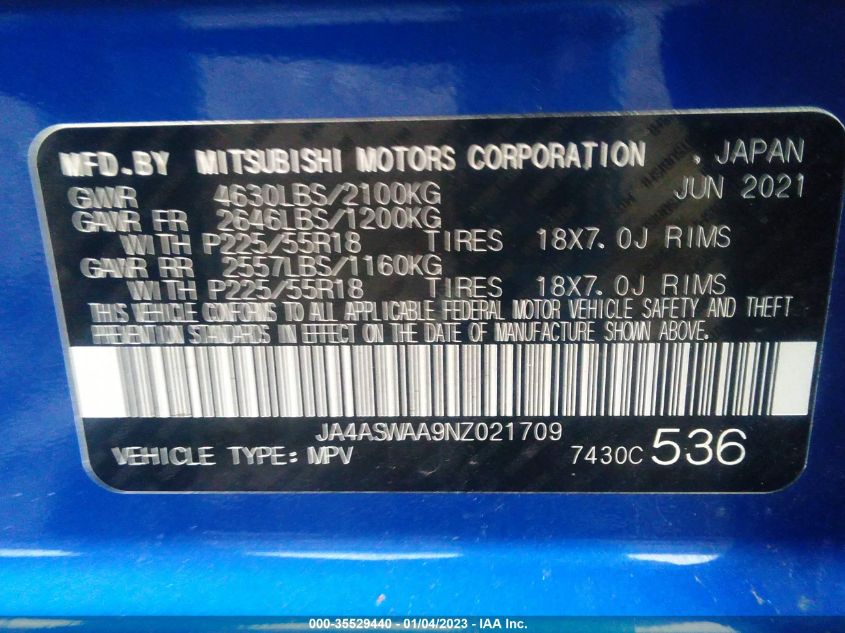 MFD.BY MITSUBISHI MOTORS CORPORATION , JAPAN
GVWR 4630LBS/2100KG JUN 2021
GAWR FR 2646LBS/1200KG
WITH P225/55R18 TIRES 18X7.0J RIMS
GAWR RR 2557LBS/1160KG
WITH P225/55R18 TIRES 18X7.0J RIMS
THIS VEHICLE CONFORMS TO ALL APPLICABLE FEDERAL MOTOR VEHICLE SAFETY AND THEFT
PREVENTION STANDARDS IN EFFECT ON THE DATE OF MANUFACTURE SHOWN ABOVE.
JA4ASWAA9NZ021709
VEHICLE TYPE: MPV 7430C 536
000-35529440 - 01/04/2023 - IAA Inc.